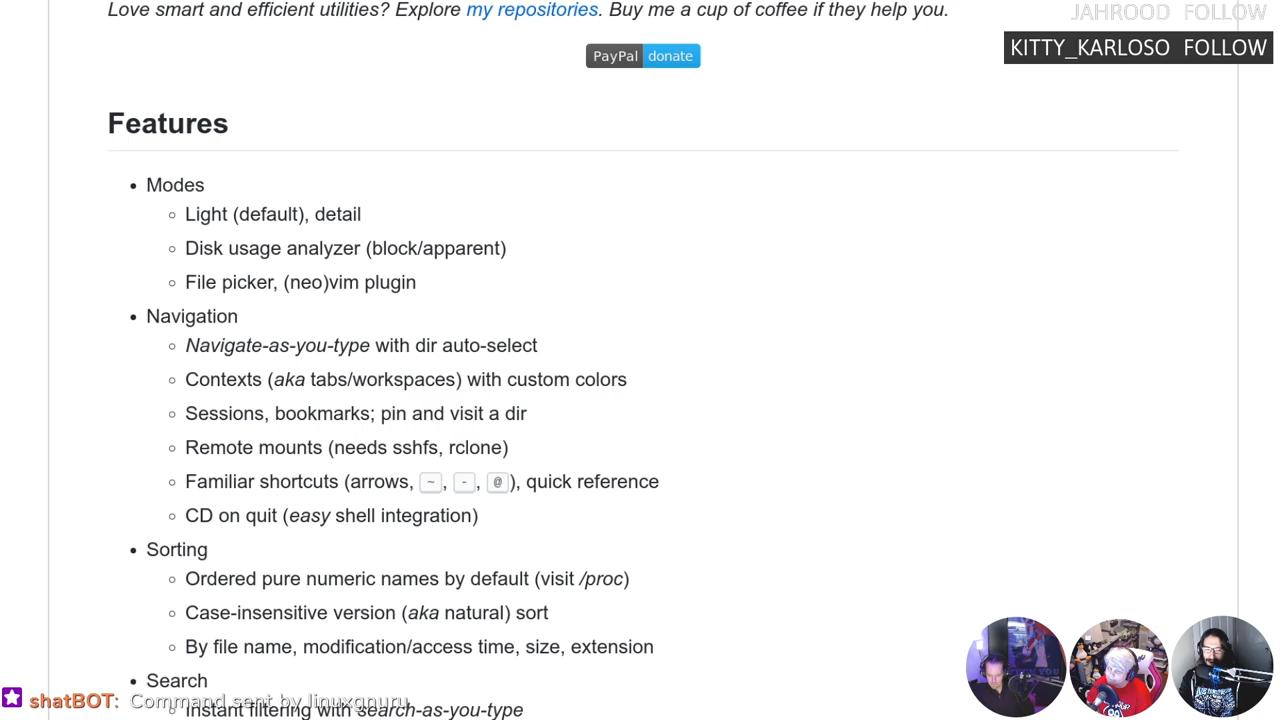 Love smart and efficient utilities? Explore my repositories. Buy me a cup of coffee if they help you.
JAHROOD FOLLOW
KITTY_KARLOSO FOLLOW
PayPal donate
Features
• Modes
◦ Light (default), detail
◦ Disk usage analyzer (block/apparent)
◦ File picker, (neo)vim plugin
• Navigation
◦ Navigate-as-you-type with dir auto-select
◦ Contexts (aka tabs/workspaces) with custom colors
◦ Sessions, bookmarks; pin and visit a dir
◦ Remote mounts (needs sshfs, rclone)
◦ Familiar shortcuts (arrows, ~, -, @), quick reference
◦ CD on quit (easy shell integration)
• Sorting
◦ Ordered pure numeric names by default (visit /proc)
◦ Case-insensitive version (aka natural) sort
◦ By file name, modification/access time, size, extension
• Search
shatBOT: Command sent by linuxgnuru
◦ Instant filtering with search-as-you-type